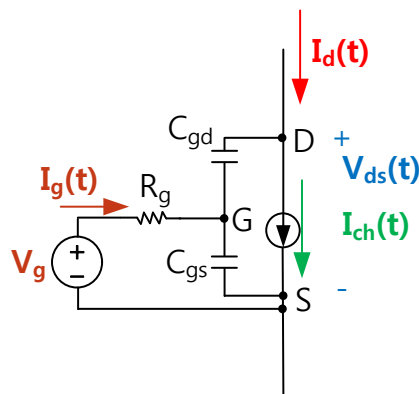 I_d(t)
C_gd
D
+
V_ds(t)
I_g(t)
R_g
G
I_ch(t)
V_g
+
−
C_gs
S
-